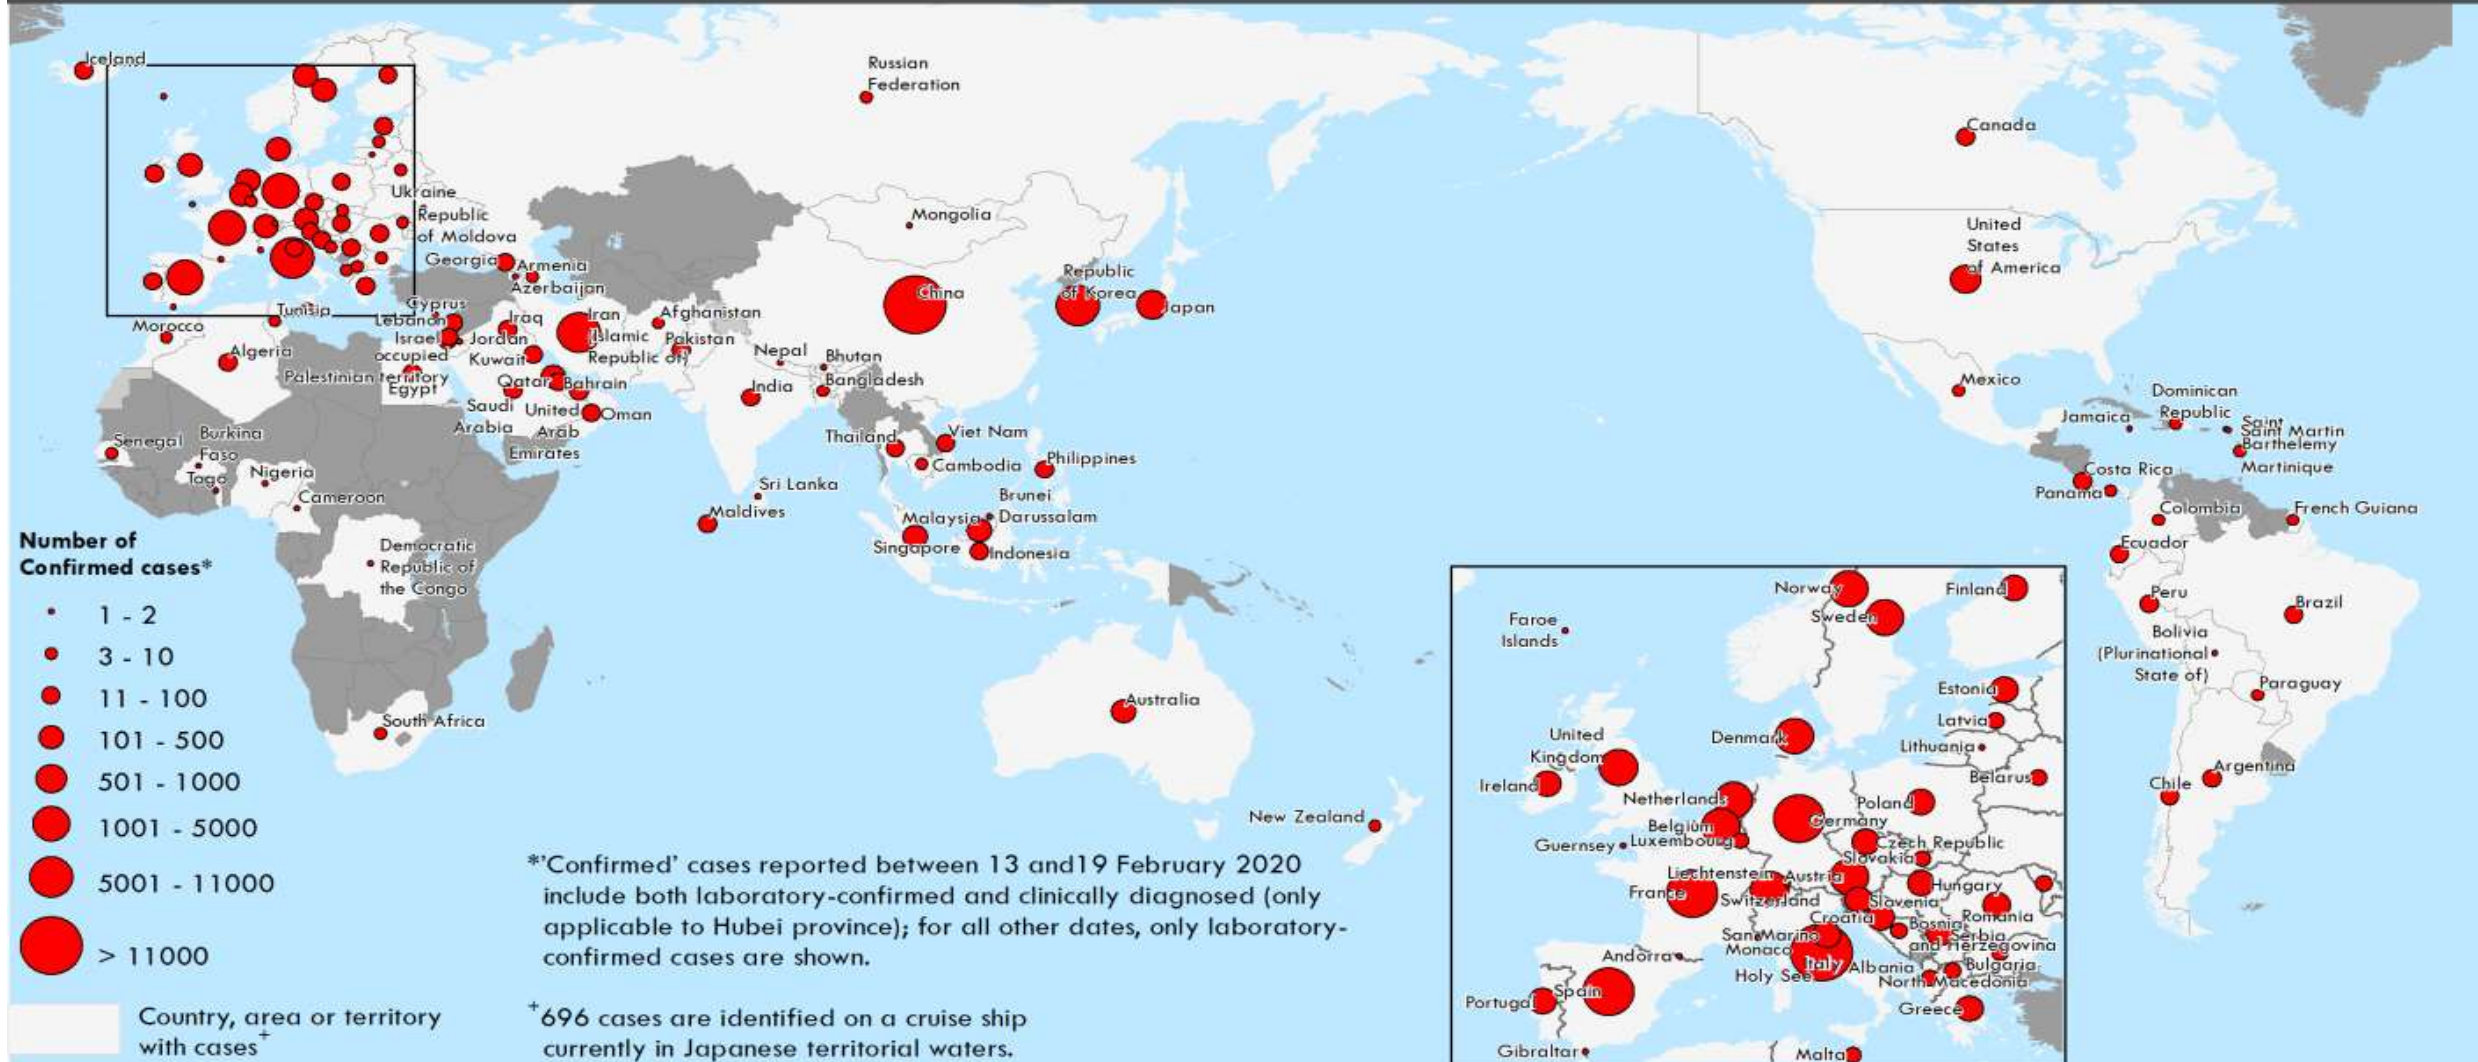 Iceland
Russian
Federation
Canada
Ukraine
Republic
of Moldova
Mongolia
United
States
of America
Georgia
Armenia
Azerbaijan
Republic
of Korea
China
Japan
Tunisia
Cyprus
Lebanon
Morocco
Iraq
Iran
Islamic
Republic of)
Afghanistan
Israel
Jordan
Pakistan
occupied
Palestinian territory
Kuwait
Nepal
Bhutan
Algeria
Egypt
Qatar
Bahrain
India
Bangladesh
Mexico
Dominican
Republic
Jamaica
Saint
Saint Martin
Barthelemy
Martinique
Saudi
Arabia
United
Arab
Emirates
Oman
Senegal
Burkina
Faso
Togo
Nigeria
Cameroon
Thailand
Viet Nam
Cambodia
Philippines
Costa Rica
Panama
Sri Lanka
Maldives
Brunei
Darussalam
Malaysia
Singapore
Indonesia
Colombia
French Guiana
Ecuador
Democratic
Republic of
the Congo
Peru
Brazil
Bolivia
(Plurinational
State of)
Paraguay
South Africa
Australia
Argentina
Chile
New Zealand
Number of
Confirmed cases*
1 - 2
3 - 10
11 - 100
101 - 500
501 - 1000
1001 - 5000
5001 - 11000
> 11000
Country, area or territory
with cases+
*'Confirmed' cases reported between 13 and19 February 2020
include both laboratory-confirmed and clinically diagnosed (only
applicable to Hubei province); for all other dates, only laboratory-
confirmed cases are shown.
+696 cases are identified on a cruise ship
currently in Japanese territorial waters.
Norway
Finland
Faroe
Islands
Sweden
Estonia
Latvia
United
Kingdom
Denmark
Lithuania
Ireland
Belarus
Netherlands
Poland
Belgium
Germany
Guernsey
Luxembourg
Czech Republic
Slovakia
Liechtenstein
Austria
France
Switzerland
Hungary
Slovenia
Croatia
Romania
San Marino
Bosnia
and Herzegovina
Serbia
Monaco
Andorra
Italy
Holy See
Albania
Bulgaria
North Macedonia
Portugal
Spain
Greece
Gibraltar
Malta